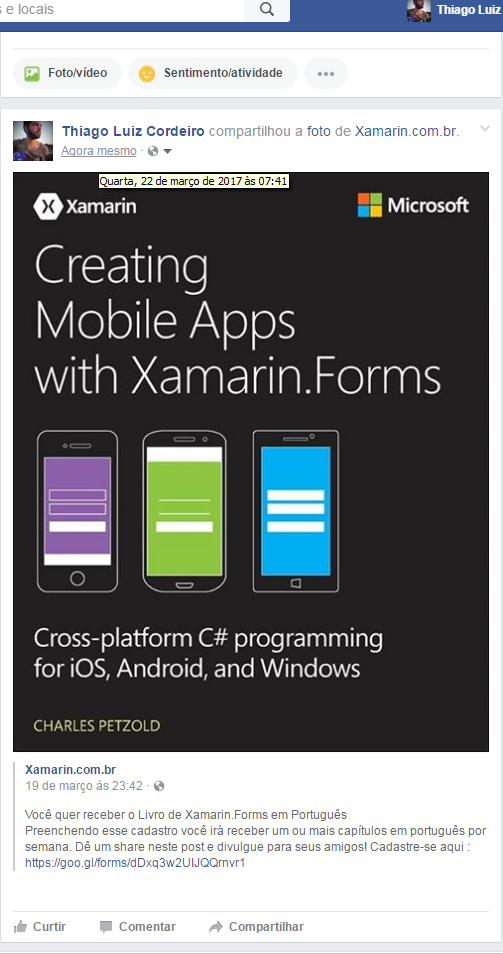 s e locais
Thiago Luiz
Foto/vídeo
Sentimento/atividade
Thiago Luiz Cordeiro compartilhou a foto de Xamarin.com.br.
Agora mesmo
Quarta, 22 de março de 2017 às 07:41
Xamarin
Microsoft
Creating
Mobile Apps
with Xamarin.Forms
Cross-platform C# programming
for iOS, Android, and Windows
CHARLES PETZOLD
Xamarin.com.br
19 de março às 23:42
Você quer receber o Livro de Xamarin.Forms em Português
Preenchendo esse cadastro você irá receber um ou mais capítulos em português por
semana. Dê um share neste post e divulgue para seus amigos! Cadastre-se aqui :
https://goo.gl/forms/dDxq3w2UIJQQrnvr1
Curtir
Comentar
Compartilhar